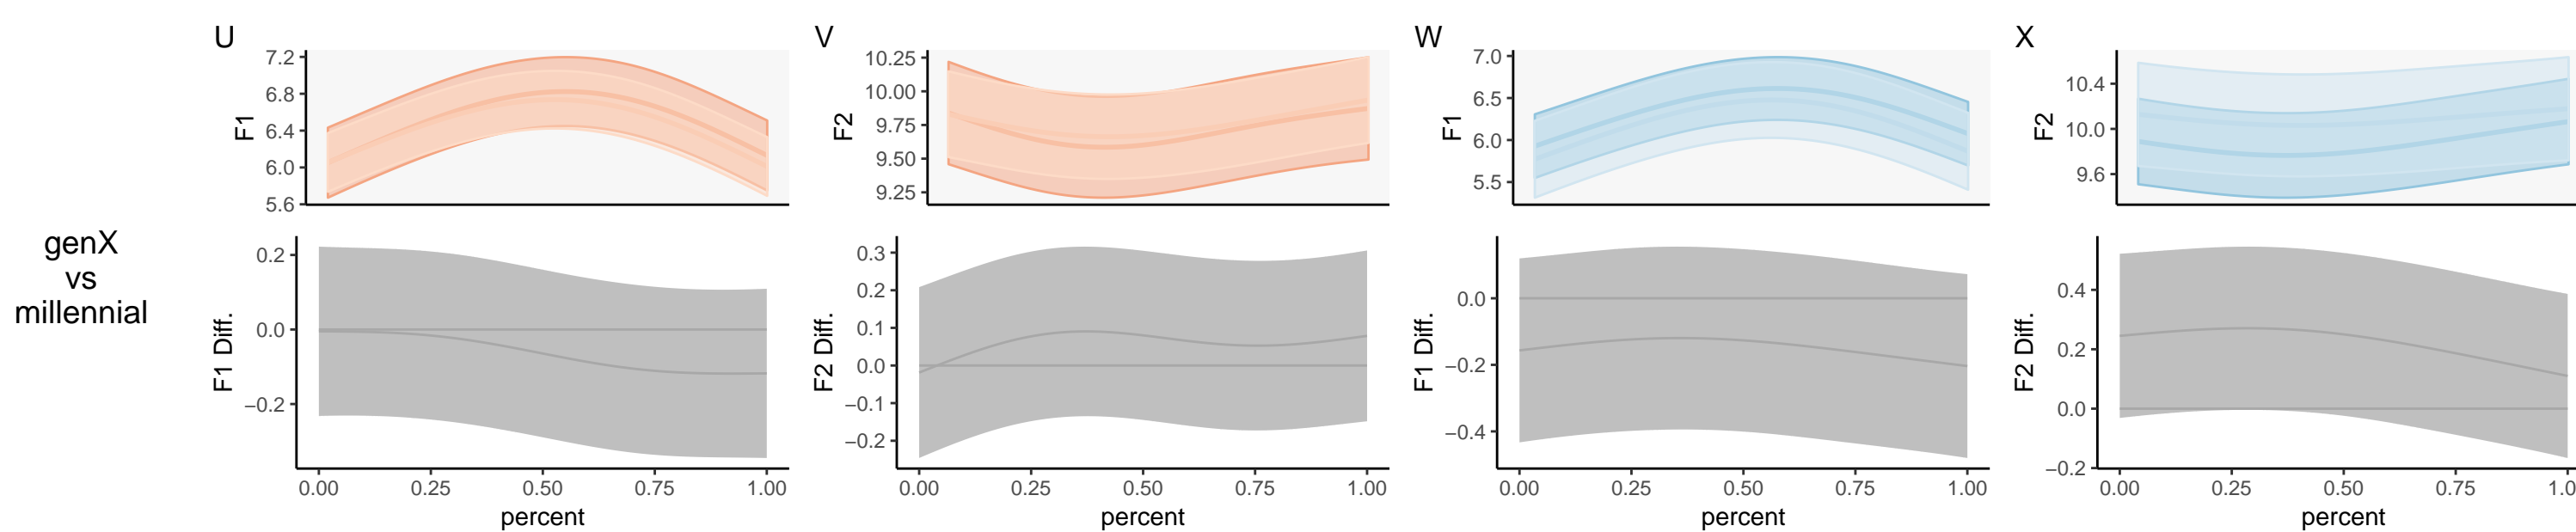 genX
vs
millennial
U
F1
7.2
6.8
6.4
6.0
5.6
F1 Diff.
0.2
0.0
−0.2
0.00 0.25 0.50 0.75 1.00
percent
V
F2
10.25
10.00
9.75
9.50
9.25
F2 Diff.
0.3
0.2
0.1
0.0
−0.1
−0.2
0.00 0.25 0.50 0.75 1.00
percent
W
F1
7.0
6.5
6.0
5.5
F1 Diff.
0.0
−0.2
−0.4
0.00 0.25 0.50 0.75 1.00
percent
X
F2
10.4
10.0
9.6
F2 Diff.
0.4
0.2
0.0
−0.2
0.00 0.25 0.50 0.75 1.0
percent